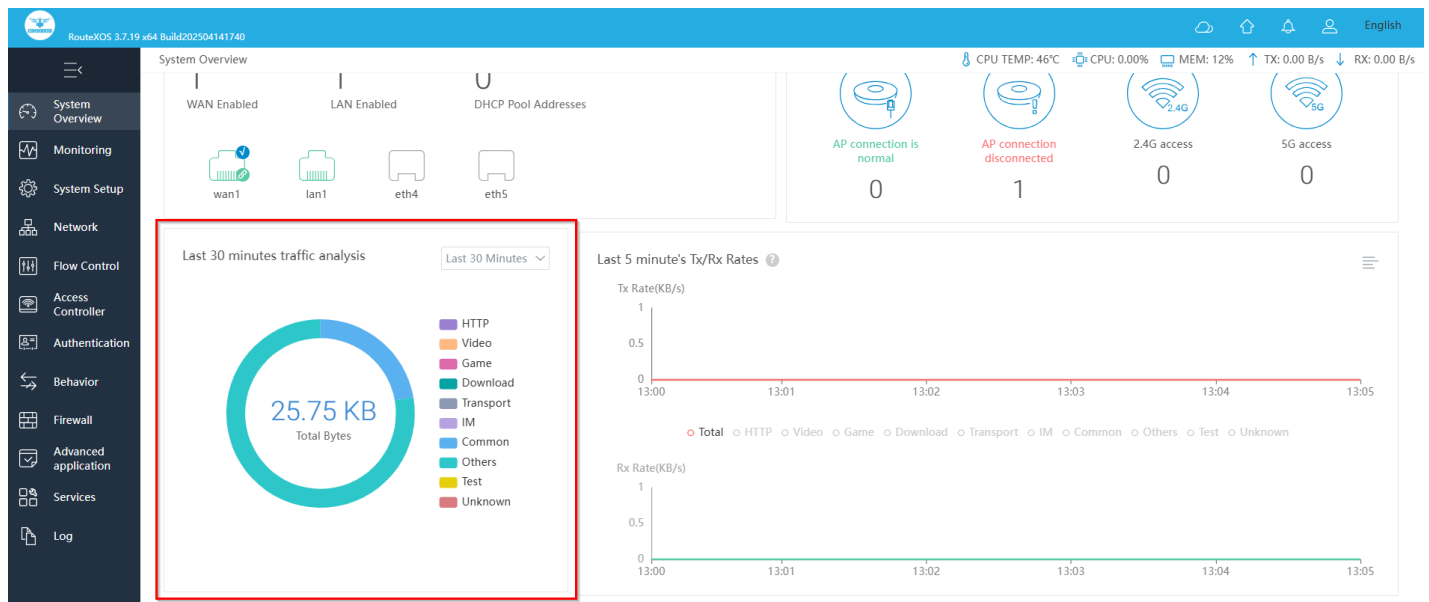 RouteXOS 3.7.19 x64 Build202504141740
English
System Overview
CPU TEMP: 46℃ CPU: 0.00% MEM: 12% TX: 0.00 B/s RX: 0.00 B/s
System
Overview
Monitoring
System Setup
Network
Flow Control
Access
Controller
Authentication
Behavior
Firewall
Advanced
application
Services
Log
1 1 0
WAN Enabled LAN Enabled DHCP Pool Addresses
wan1 lan1 eth4 eth5
2.4G 5G
AP connection is
normal
AP connection
disconnected
2.4G access
5G access
0 1 0 0
Last 30 minutes traffic analysis
Last 30 Minutes
25.75 KB
Total Bytes
HTTP
Video
Game
Download
Transport
IM
Common
Others
Test
Unknown
Last 5 minute's Tx/Rx Rates ?
Tx Rate(KB/s)
1
0.5
0
13:00 13:01 13:02 13:03 13:04 13:05
Total HTTP Video Game Download Transport IM Common Others Test Unknown
Rx Rate(KB/s)
1
0.5
0
13:00 13:01 13:02 13:03 13:04 13:05